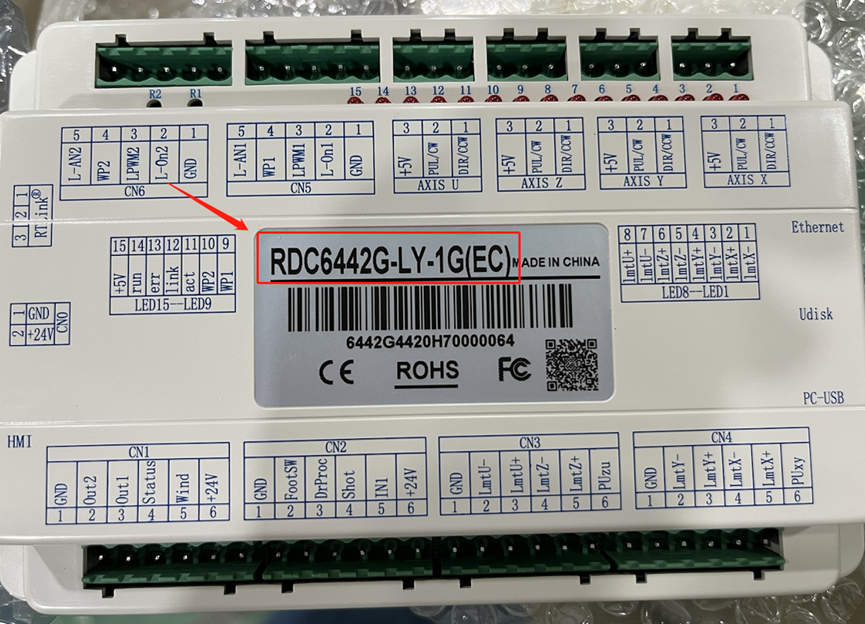 R2 R1 15 14 13 12 11 10 9 8 7 6 5 4 3 2 1
5 4 3 2 1
L-AN2 WP2 LPWM2 L-On2 GND
CN6
5 4 3 2 1
L-AN1 WP1 LPWM1 L-On1 GND
CN5
3 2 1
+5V PUL/CW DIR/CCW
AXIS U
3 2 1
+5V PUL/CW DIR/CCW
AXIS Z
3 2 1
+5V PUL/CW DIR/CCW
AXIS Y
3 2 1
+5V PUL/CW DIR/CCW
AXIS X
3 2 1
RTLink®
15 14 13 12 11 10 9
+5V run err link act WP2 WP1
LED15--LED9
RDC6442G-LY-1G(EC) MADE IN CHINA
6442G4420H70000064
CE ROHS FC
8 7 6 5 4 3 2 1
LmtU+ LmtU- LmtZ+ LmtZ- LmtY+ LmtY- LmtX+ LmtX-
LED8--LED1
Ethernet
Udisk
PC-USB
2 1
+24V GND
CN0
HMI
CN1
GND Out2 Out1 Status Wind +24V
1 2 3 4 5 6
CN2
GND FootSW DrProc Shot IN1 +24V
1 2 3 4 5 6
CN3
GND LmtU- LmtU+ LmtZ- LmtZ+ PUzu
1 2 3 4 5 6
CN4
GND LmtY- LmtY+ LmtX- LmtX+ PUxy
1 2 3 4 5 6